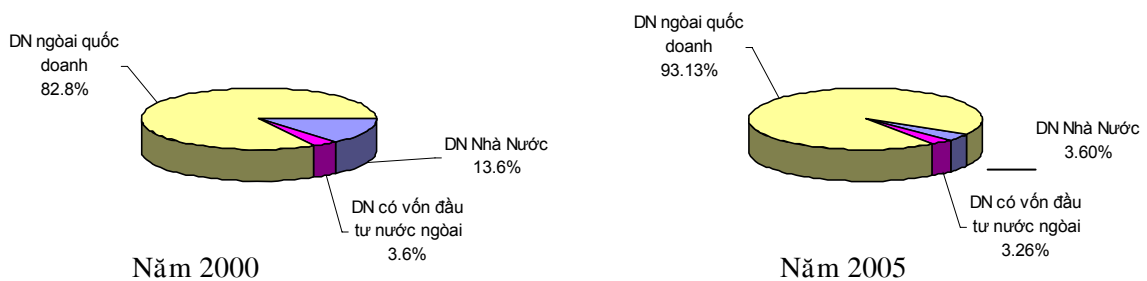 DN ngòai quốc
doanh
82.8%
DN Nhà Nước
13.6%
DN có vốn đầu
tư nước ngòai
3.6%
Năm 2000
DN ngòai quốc
doanh
93.13%
DN Nhà Nước
3.60%
DN có vốn đầu
tư nước ngòai
3.26%
Năm 2005